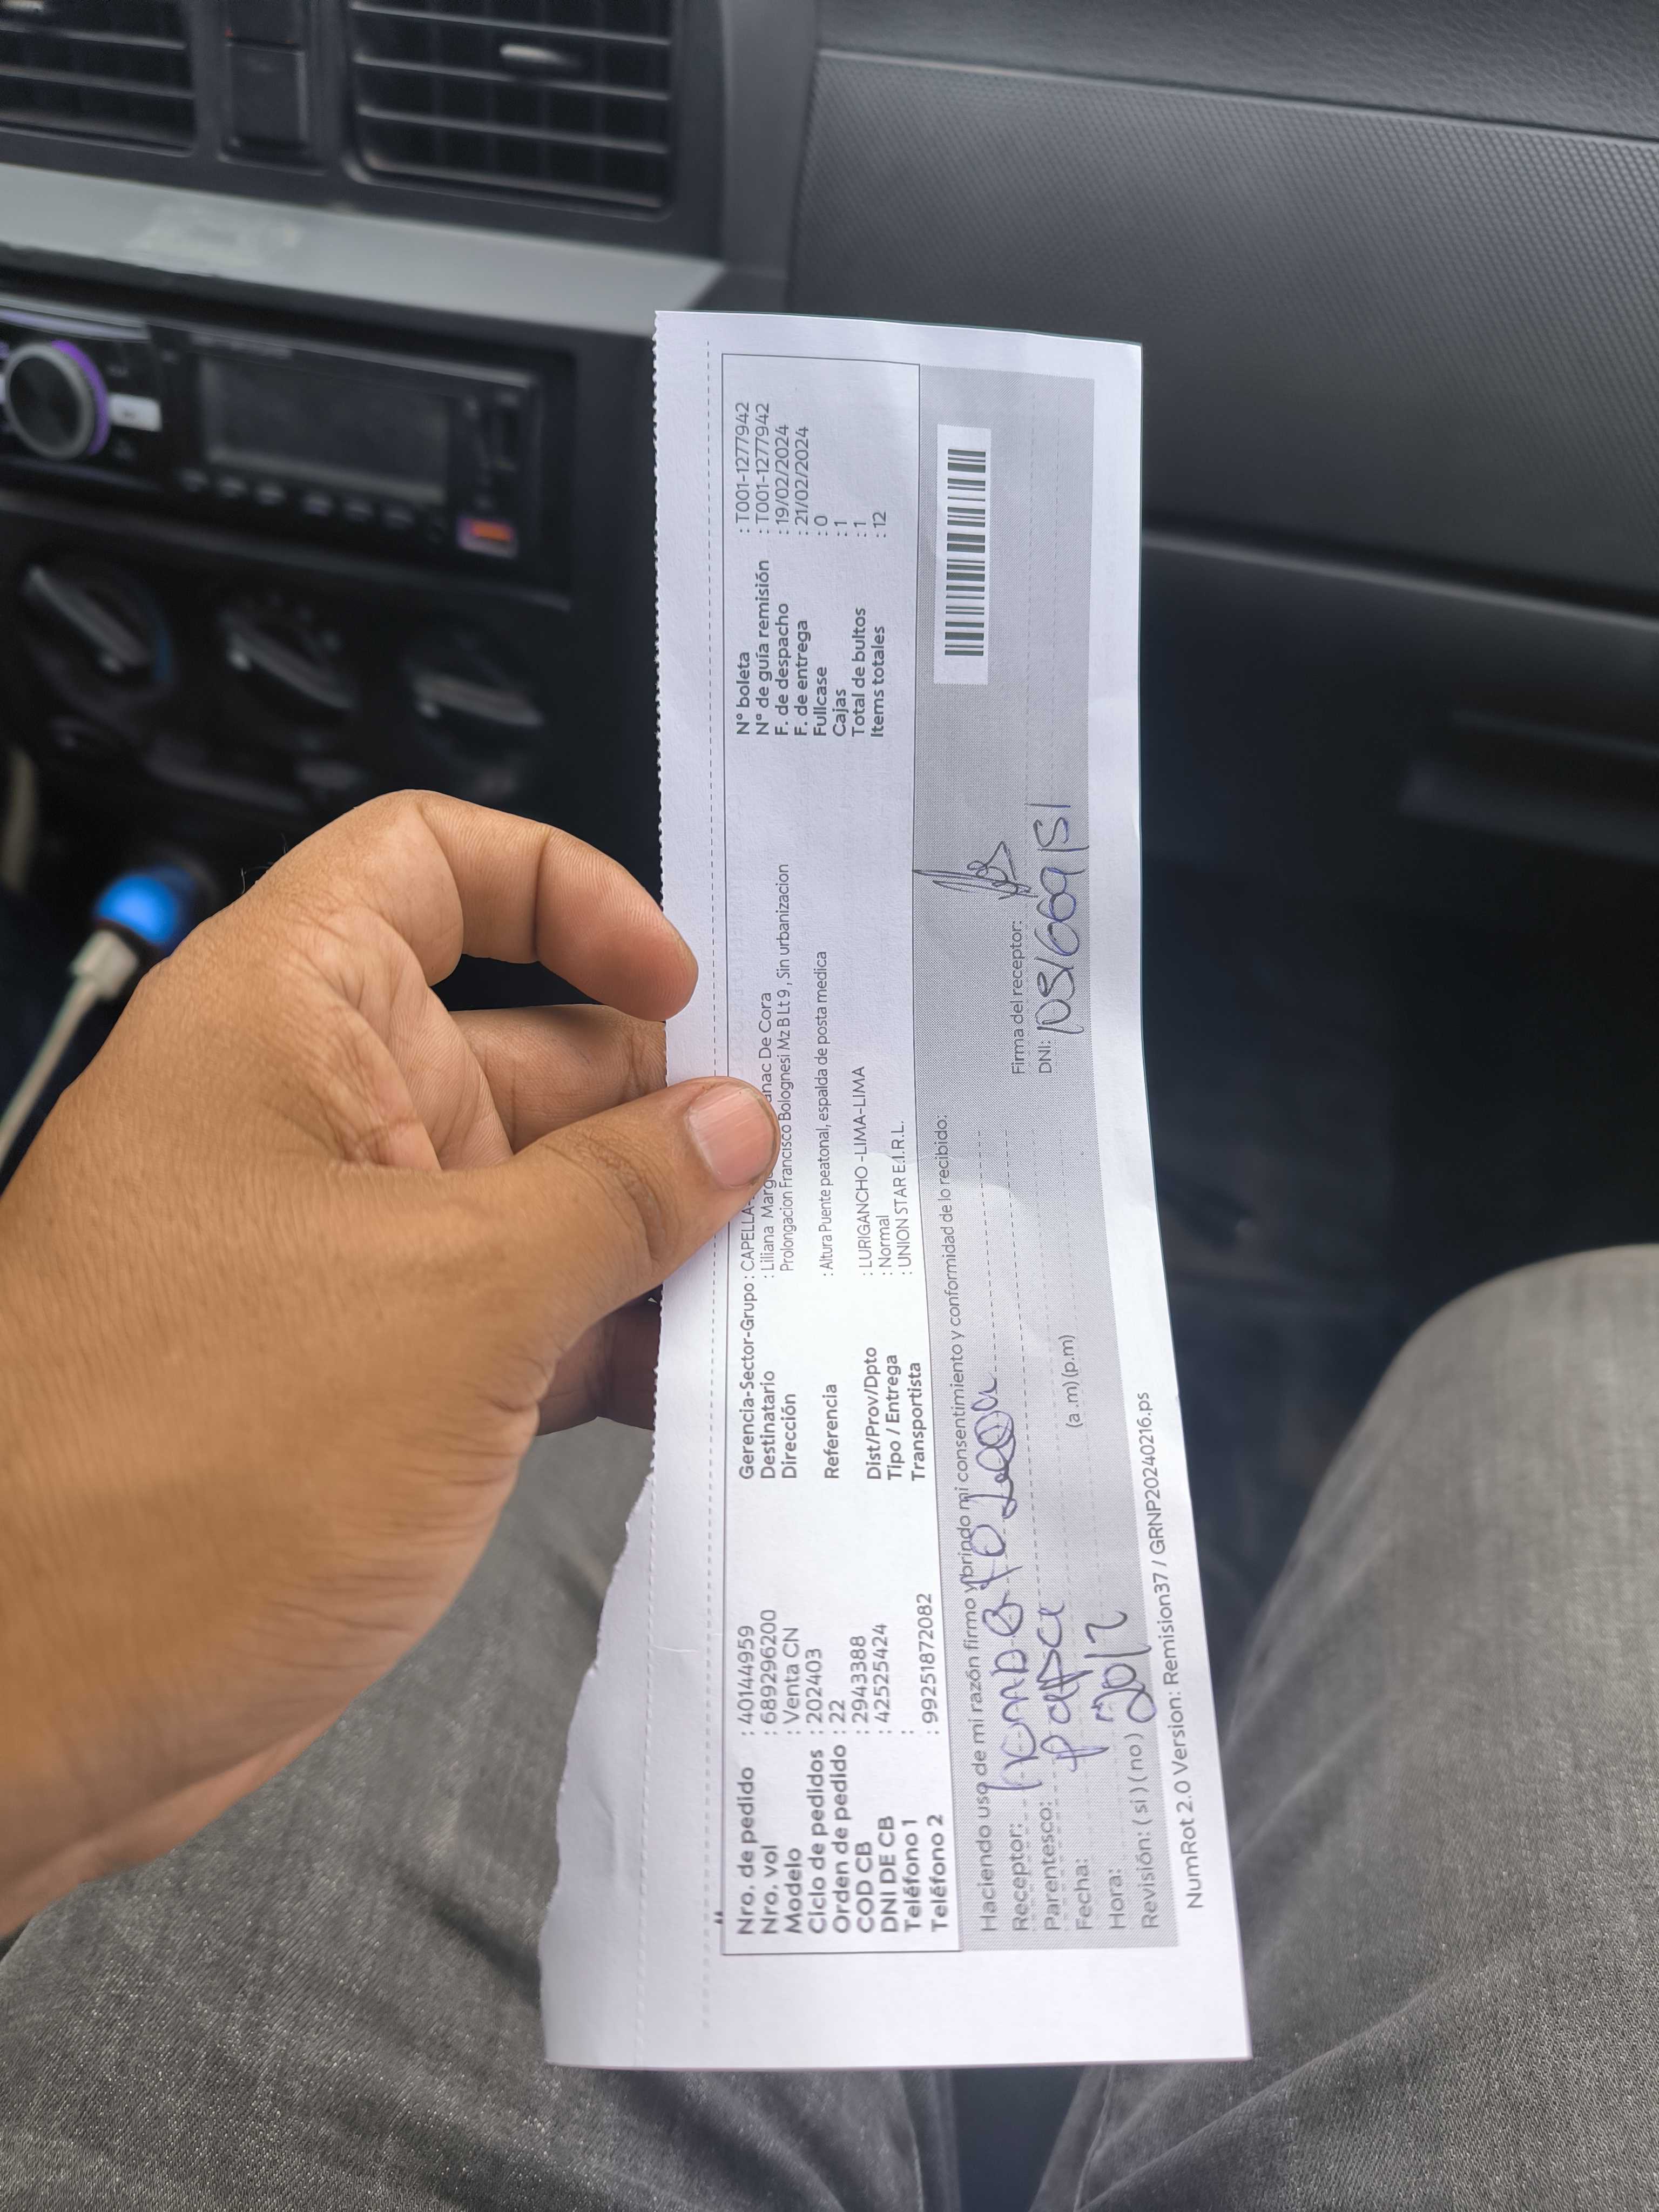 Nro. de pedido : 40144959
Nro. vol : 689296200
Modelo : Venta CN
Ciclo de pedidos : 202403
Orden de pedido : 22
COD CB : 2943388
DNI DE CB : 42525424
Teléfono 1 :
Teléfono 2 : 99251872082
Gerencia-Sector-Grupo : CAPELLA
Destinatario : Liliana De Cora
Dirección Prolongacion Francisco Bolognesi Mz B Lt 9 , Sin urbanizacion
Referencia : Altura Puente peatonal, espalda de posta medica
Dist/Prov/Dpto : LURIGANCHO -LIMA-LIMA
Tipo / Entrega : Normal
Transportista : UNION STAR E.I.R.L.
N° boleta : T001-1277942
N° de guía remisión : T001-1277942
F. de despacho : 19/02/2024
F. de entrega : 21/02/2024
Fullcase : 0
Cajas : 1
Total de bultos : 1
Items totales : 12
Haciendo uso de mi razón firmo y brindo mi consentimiento y conformidad de lo recibido:
Receptor:
Parentesco:
Fecha:
Hora: (a .m) (p.m)
Revisión: ( si ) ( no )
Firma del receptor:
DNI:
NumRot 2.0 Version: Remision37 / GRNP20240216.ps